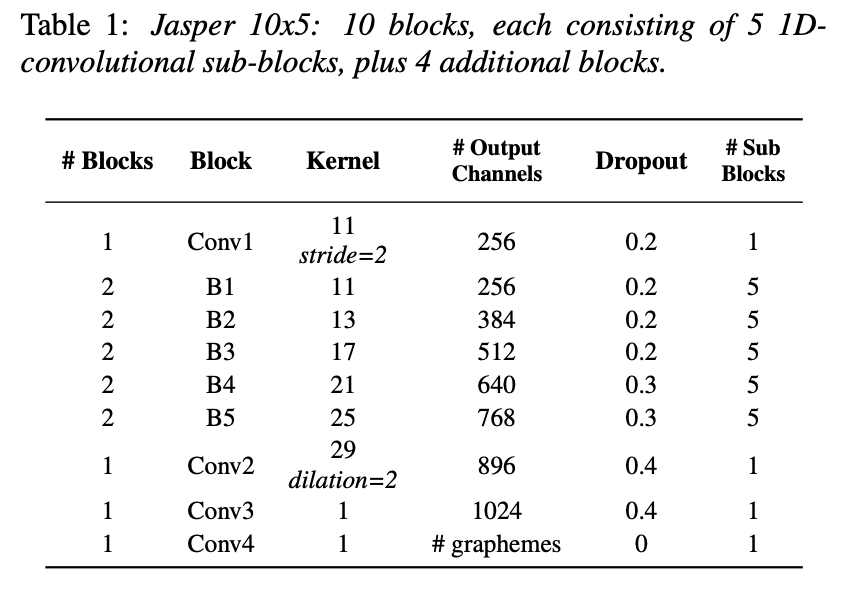 Table 1: Jasper 10x5: 10 blocks, each consisting of 5 1D-
convolutional sub-blocks, plus 4 additional blocks.
# Blocks Block Kernel # Output Channels Dropout # Sub Blocks
1 Conv1 11 stride=2 256 0.2 1
2 B1 11 256 0.2 5
2 B2 13 384 0.2 5
2 B3 17 512 0.2 5
2 B4 21 640 0.3 5
2 B5 25 768 0.3 5
1 Conv2 29 dilation=2 896 0.4 1
1 Conv3 1 1024 0.4 1
1 Conv4 1 # graphemes 0 1